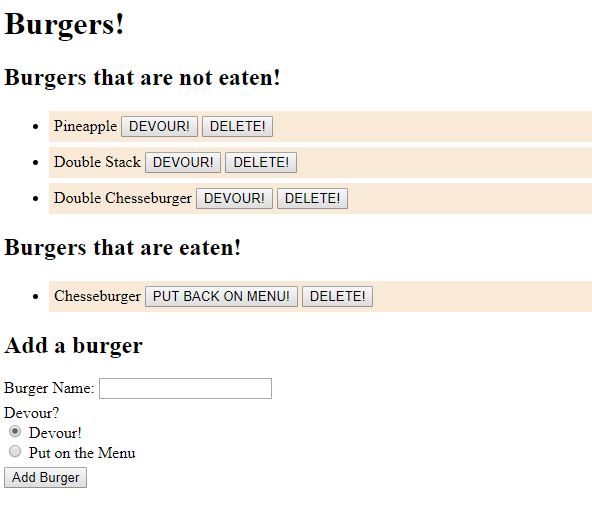 Burgers!
Burgers that are not eaten!
Pineapple DEVOUR! DELETE!
Double Stack DEVOUR! DELETE!
Double Chesseburger DEVOUR! DELETE!
Burgers that are eaten!
Chesseburger PUT BACK ON MENU! DELETE!
Add a burger
Burger Name:
Devour?
Devour!
Put on the Menu
Add Burger